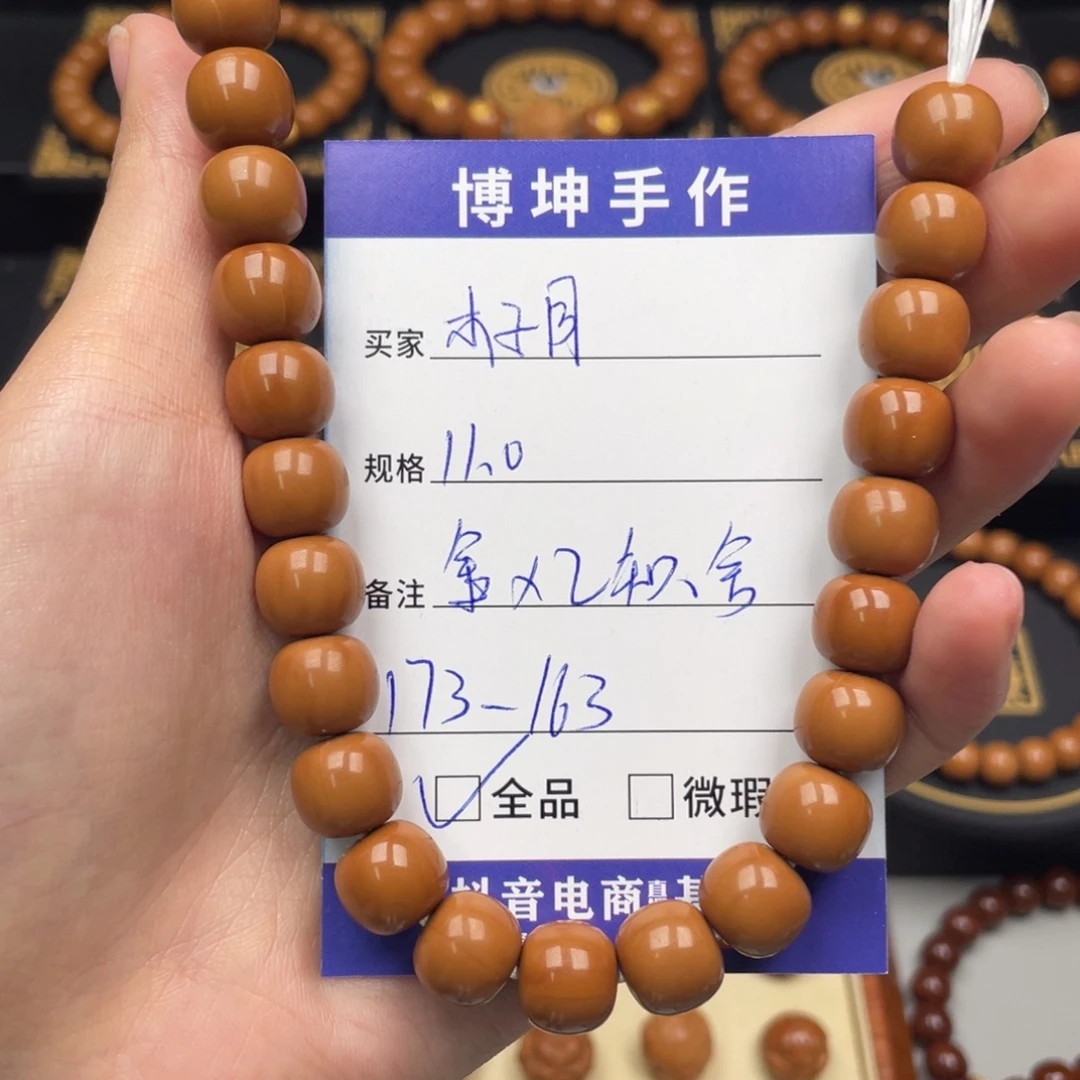 博坤手作
买家 木子月
规格 11.0
备注
173-163
全品 微瑕
抖音电商